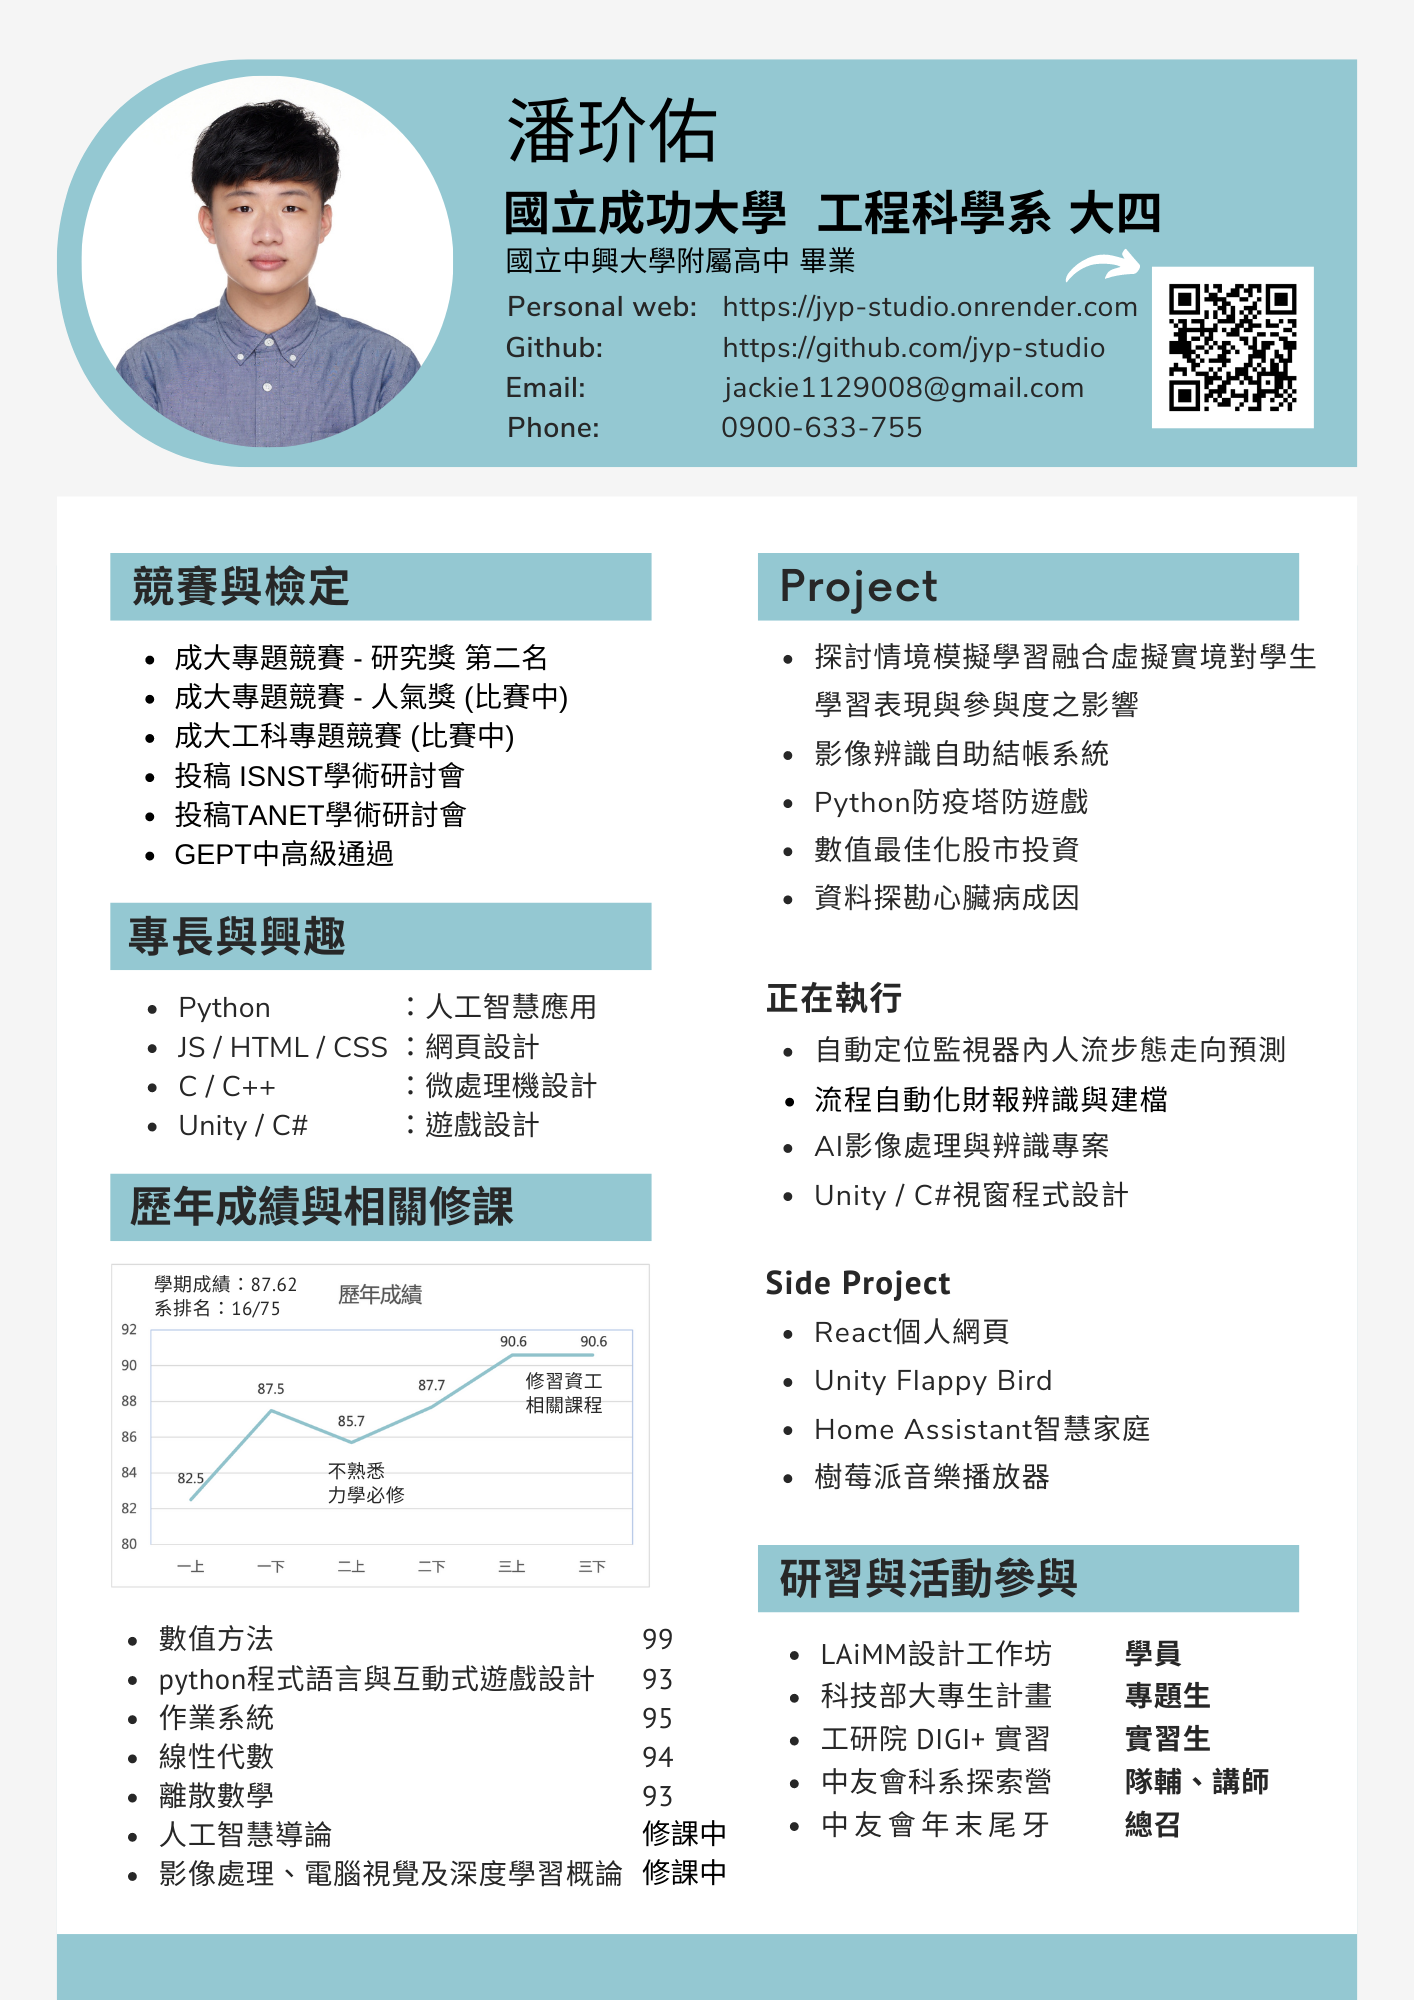 潘玠佑
國立成功大學 工程科學系 大四
國立中興大學附屬高中 畢業
Personal web: https://jyp-studio.onrender.com
Github: https://github.com/jyp-studio
Email: jackie1129008@gmail.com
Phone: 0900-633-755
競賽與檢定
成大專題競賽 - 研究獎 第二名
成大專題競賽 - 人氣獎 (比賽中)
成大工科專題競賽 (比賽中)
投稿 ISNST學術研討會
投稿TANET學術研討會
GEPT中高級通過
專長與興趣
Python ：人工智慧應用
JS / HTML / CSS ：網頁設計
C / C++ ：微處理機設計
Unity / C# ：遊戲設計
歷年成績與相關修課
學期成績：87.62
系排名：16/75
歷年成績
92
90
88
86
84
82
80
82.5
87.5
85.7
87.7
90.6
90.6
修習資工
相關課程
不熟悉
力學必修
一上 一下 二上 二下 三上 三下
數值方法 99
python程式語言與互動式遊戲設計 93
作業系統 95
線性代數 94
離散數學 93
人工智慧導論 修課中
影像處理、電腦視覺及深度學習概論 修課中
Project
探討情境模擬學習融合虛擬實境對學生
學習表現與參與度之影響
影像辨識自助結帳系統
Python防疫塔防遊戲
數值最佳化股市投資
資料探勘心臟病成因
正在執行
自動定位監視器內人流步態走向預測
流程自動化財報辨識與建檔
AI影像處理與辨識專案
Unity / C#視窗程式設計
Side Project
React個人網頁
Unity Flappy Bird
Home Assistant智慧家庭
樹莓派音樂播放器
研習與活動參與
LAiMM設計工作坊 學員
科技部大專生計畫 專題生
工研院 DIGI+ 實習 實習生
中友會科系探索營 隊輔、講師
中友會年末尾牙 總召